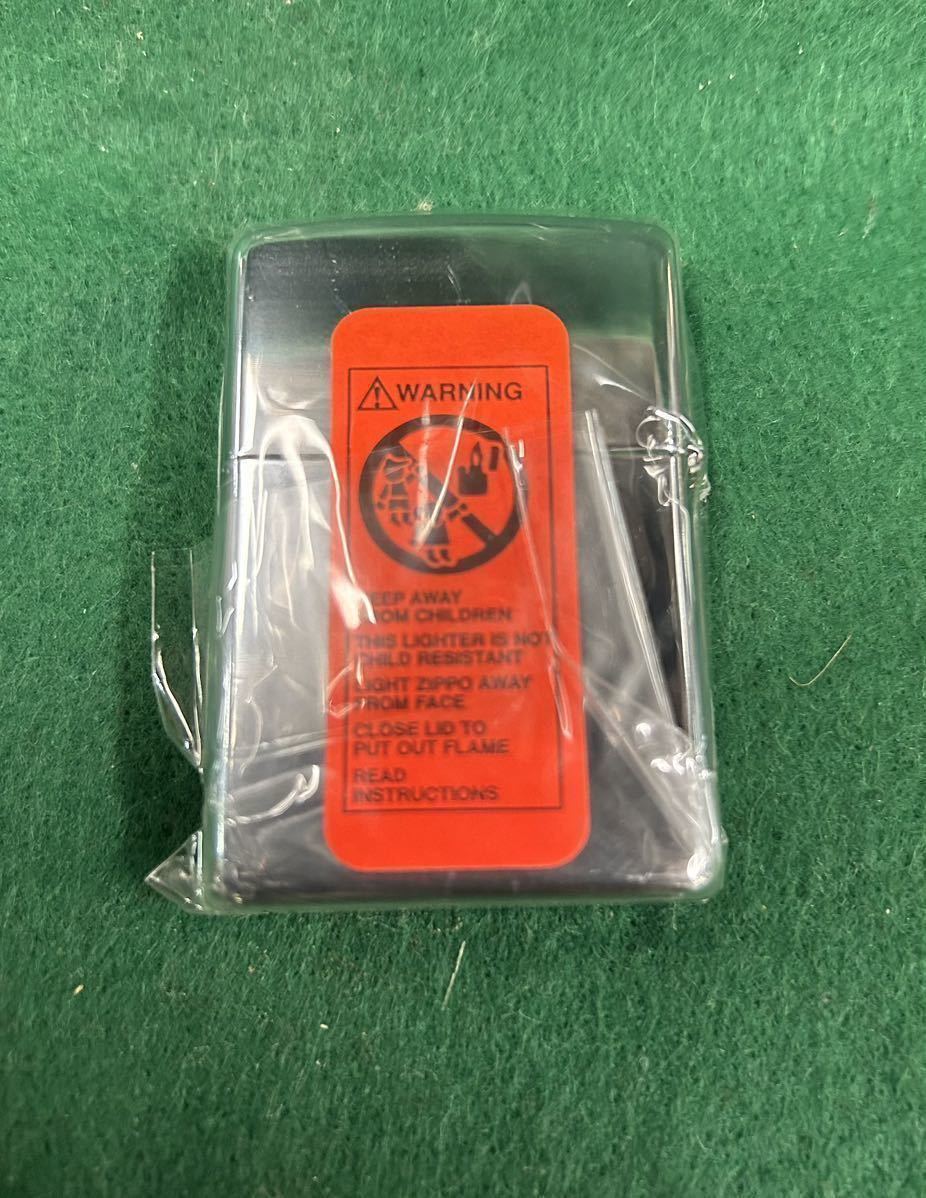 WARNING
KEEP AWAY
FROM CHILDREN
THIS LIGHTER IS NOT
CHILD RESISTANT
LIGHT ZIPPO AWAY
FROM FACE
CLOSE LID TO
PUT OUT FLAME
READ
INSTRUCTIONS